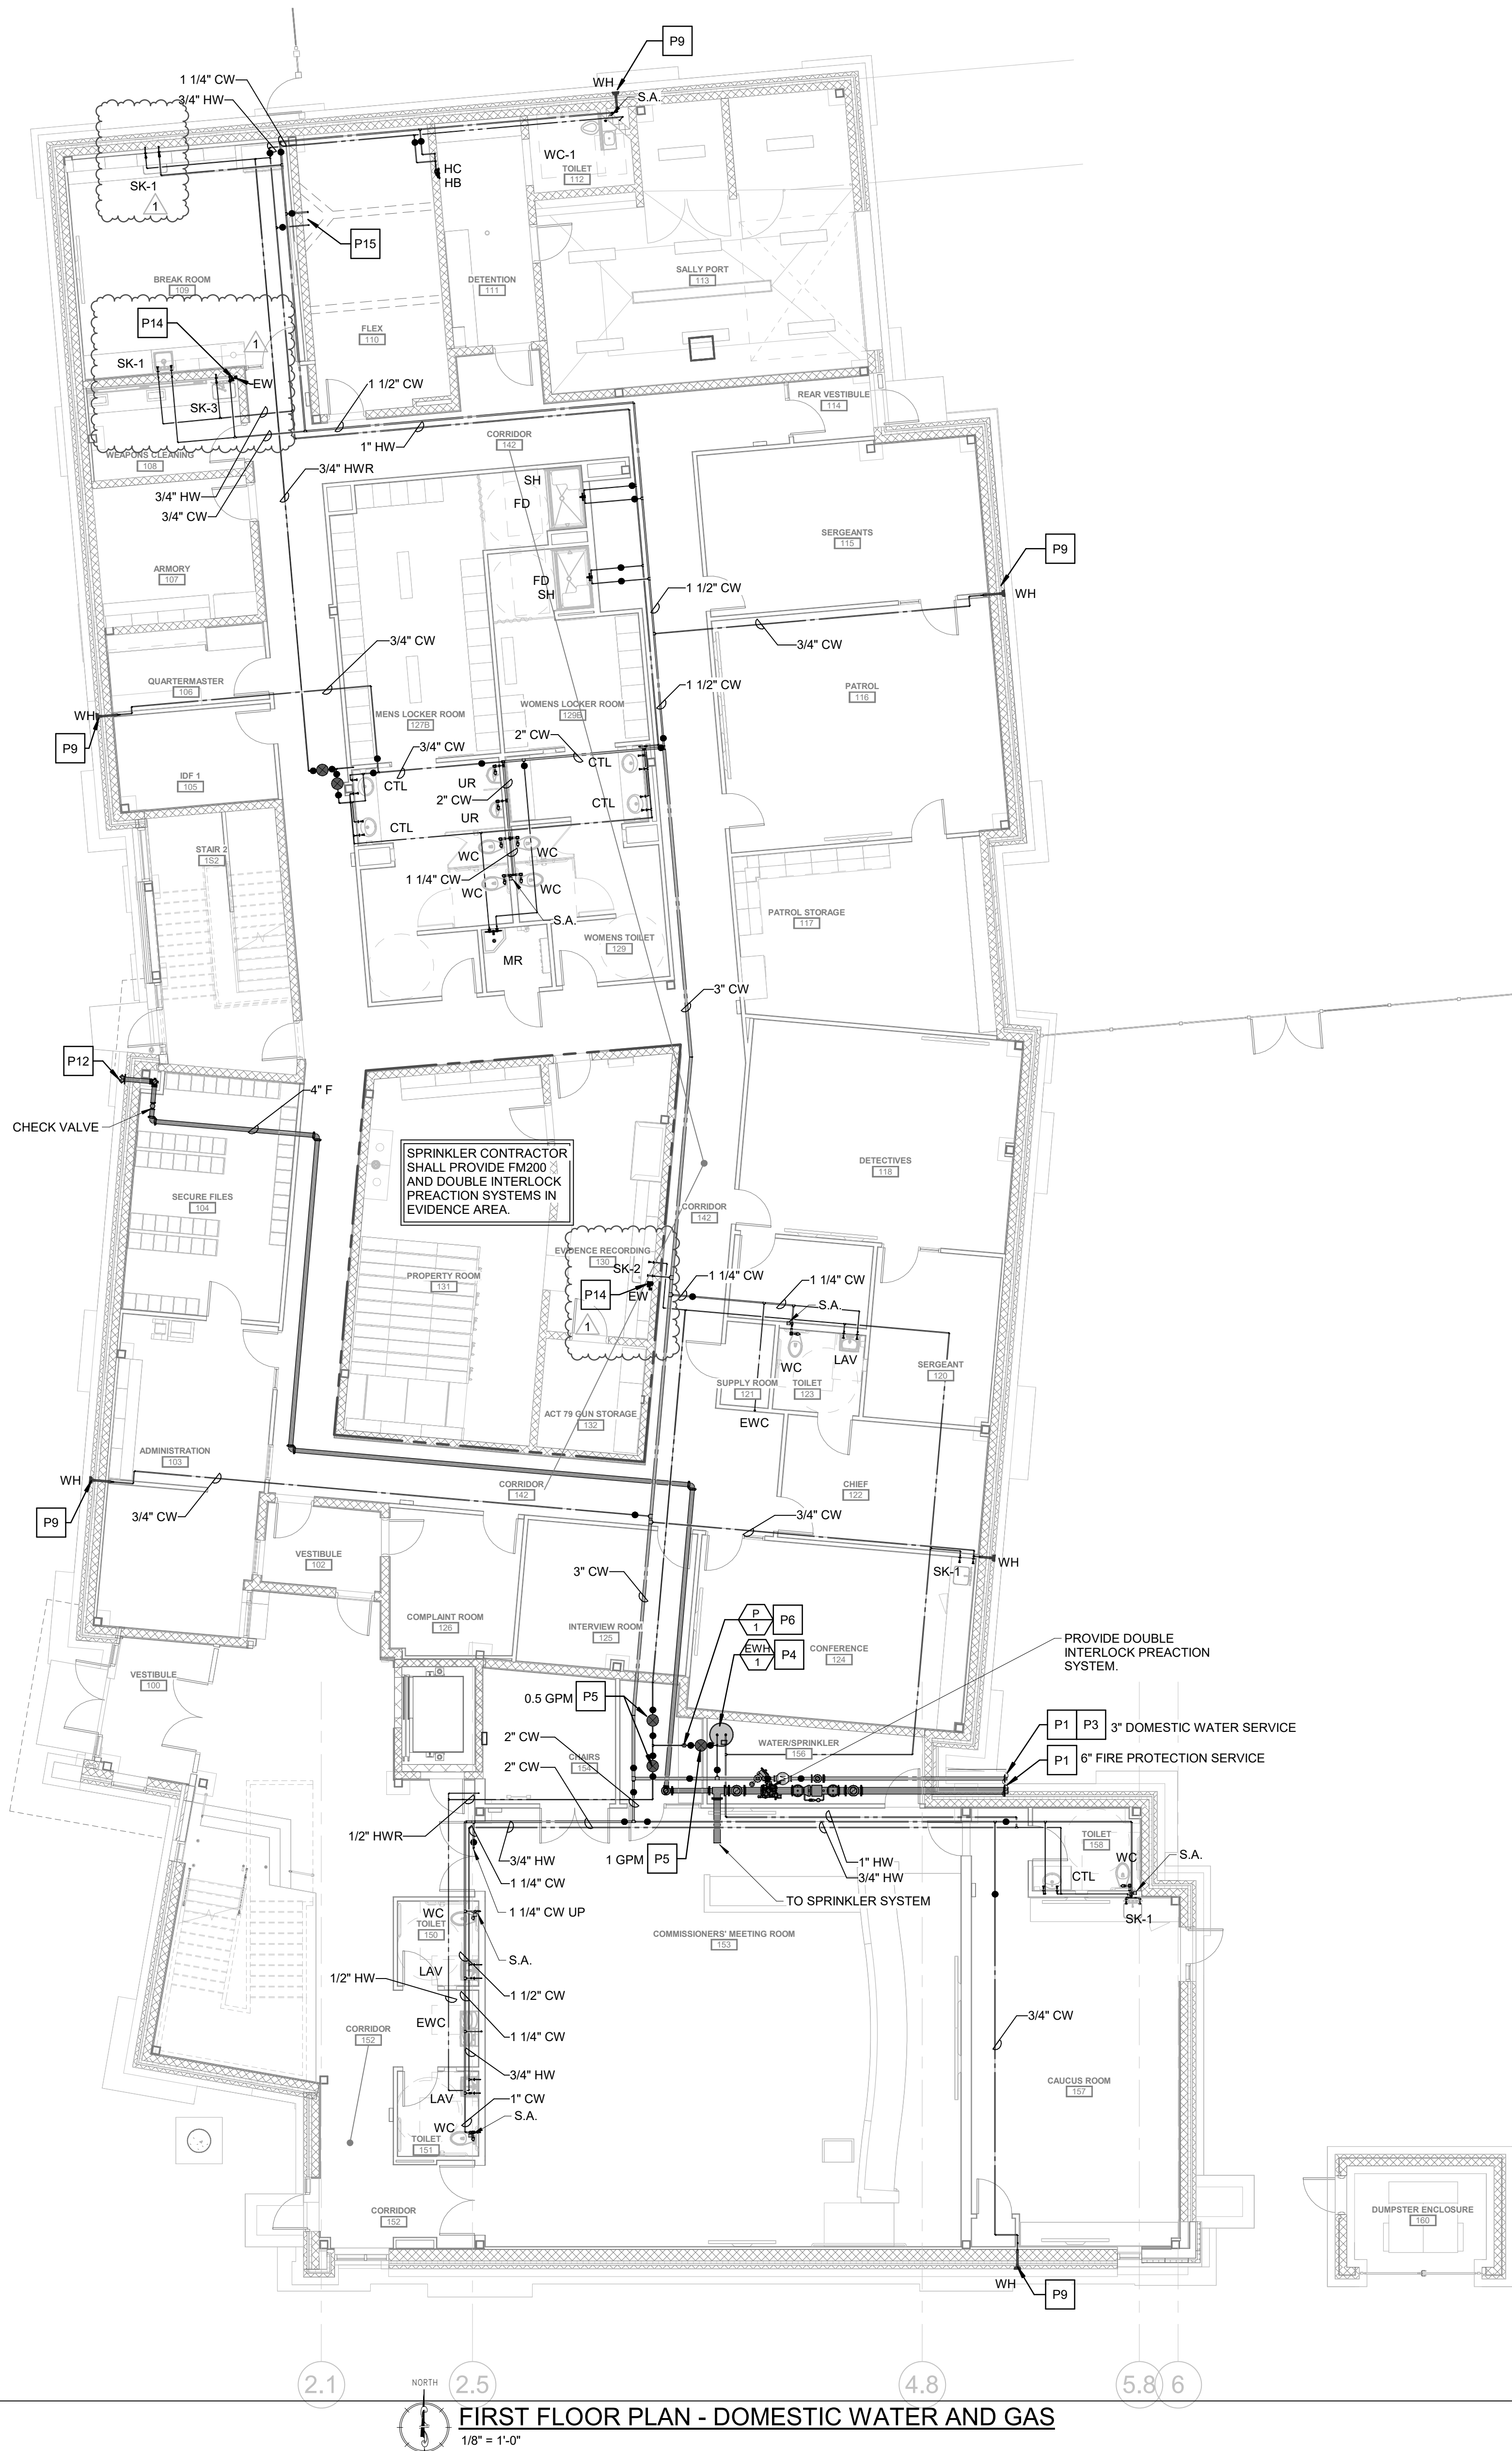 P9
WH
S.A.
1 1/4" CW
3/4" HW
SK-1
1
WC-1
TOILET
112
HC
HB
P15
BREAK ROOM
109
DETENTION
111
SALLY PORT
113
P14
FLEX
110
1
SK-1
EW
SK-3
1 1/2" CW
REAR VESTIBULE
114
1" HW
CORRIDOR
142
WEAPONS CLEANING
108
3/4" HWR
3/4" HW
3/4" CW
SH
FD
SERGEANTS
115
P9
WH
ARMORY
107
FD
SH
1 1/2" CW
3/4" CW
3/4" CW
QUARTERMASTER
106
1 1/2" CW
PATROL
116
WH
P9
MENS LOCKER ROOM
127B
WOMENS LOCKER ROOM
129B
2" CW
3/4" CW
CTL
IDF 1
105
CTL
UR
2" CW
CTL
UR
CTL
STAIR 2
1S2
WC
WC
1 1/4" CW
WC
WC
S.A.
PATROL STORAGE
117
WOMENS TOILET
129
MR
3" CW
P12
4" F
CHECK VALVE
SPRINKLER CONTRACTOR
SHALL PROVIDE FM200
AND DOUBLE INTERLOCK
PREACTION SYSTEMS IN
EVIDENCE AREA.
DETECTIVES
118
SECURE FILES
104
CORRIDOR
142
EVIDENCE RECORDING
130
SK-2
PROPERTY ROOM
131
P14
EW
1
1 1/4" CW
1 1/4" CW
S.A.
WC
LAV
SERGEANT
120
SUPPLY ROOM
121
TOILET
123
EWC
ACT 79 GUN STORAGE
132
ADMINISTRATION
103
WH
CORRIDOR
142
CHIEF
122
P9
3/4" CW
3/4" CW
VESTIBULE
102
WH
SK-1
3" CW
COMPLAINT ROOM
126
INTERVIEW ROOM
125
P
1
P6
EWH
1
P4
CONFERENCE
124
PROVIDE DOUBLE
INTERLOCK PREACTION
SYSTEM.
VESTIBULE
100
0.5 GPM
P5
P1
P3
3" DOMESTIC WATER SERVICE
2" CW
WATER/SPRINKLER
156
P1
6" FIRE PROTECTION SERVICE
CHAIRS
154
2" CW
1/2" HWR
3/4" HW
1 GPM
P5
1" HW
3/4" HW
TOILET
158
WC
S.A.
CTL
1 1/4" CW
TO SPRINKLER SYSTEM
SK-1
WC
TOILET
150
1 1/4" CW UP
COMMISSIONERS' MEETING ROOM
153
S.A.
LAV
1/2" HW
1 1/2" CW
EWC
3/4" CW
CORRIDOR
152
1 1/4" CW
3/4" HW
CAUCUS ROOM
157
LAV
1" CW
WC
S.A.
TOILET
151
CORRIDOR
152
DUMPSTER ENCLOSURE
160
WH
P9
2.1
2.5
4.8
5.8
6
NORTH
FIRST FLOOR PLAN - DOMESTIC WATER AND GAS
1/8" = 1'-0"